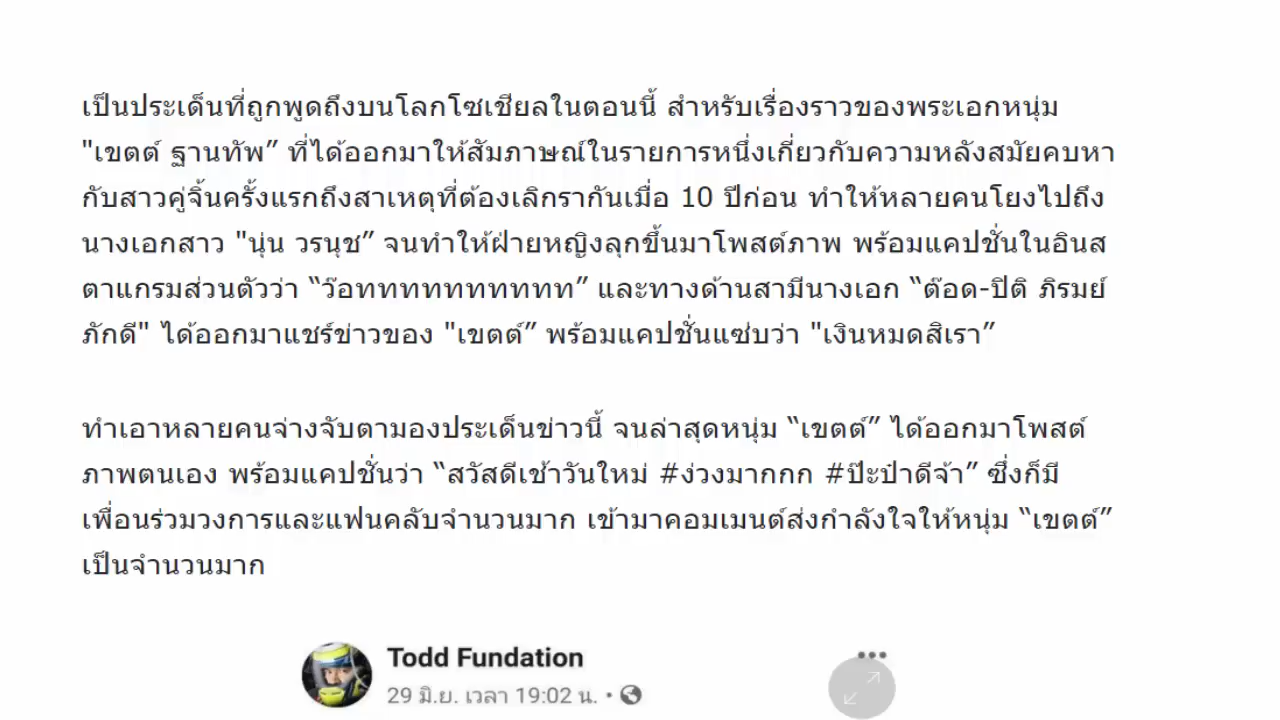 เป็นประเด็นที่ถูกพูดถึงบนโลกโซเชียลในตอนนี้ สำหรับเรื่องราวของพระเอกหนุ่ม
"เขตต์ ฐานทัพ” ที่ได้ออกมาให้สัมภาษณ์ในรายการหนึ่งเกี่ยวกับความหลังสมัยคบหา
กับสาวคู่จิ้นครั้งแรกถึงสาเหตุที่ต้องเลิกรากันเมื่อ 10 ปีก่อน ทำให้หลายคนโยงไปถึง
นางเอกสาว "นุ่น วรนุช” จนทำให้ฝ่ายหญิงลุกขึ้นมาโพสต์ภาพ พร้อมแคปชั่นในอินส
ตาแกรมส่วนตัวว่า “ว๊อทททททททททท” และทางด้านสามีนางเอก “ต๊อด-ปิติ ภิรมย์
ภักดี" ได้ออกมาแชร์ข่าวของ "เขตต์” พร้อมแคปชั่นแซ่บว่า "เงินหมดสิเรา”
ทำเอาหลายคนจ่างจับตามองประเด็นข่าวนี้ จนล่าสุดหนุ่ม “เขตต์” ได้ออกมาโพสต์
ภาพตนเอง พร้อมแคปชั่นว่า “สวัสดีเช้าวันใหม่ #ง่วงมากกก #ป๊ะป๋าดีจ้า” ซึ่งก็มี
เพื่อนร่วมวงการและแฟนคลับจำนวนมาก เข้ามาคอมเมนต์ส่งกำลังใจให้หนุ่ม “เขตต์”
เป็นจำนวนมาก
Todd Fundation
29 มิ.ย. เวลา 19:02 น.